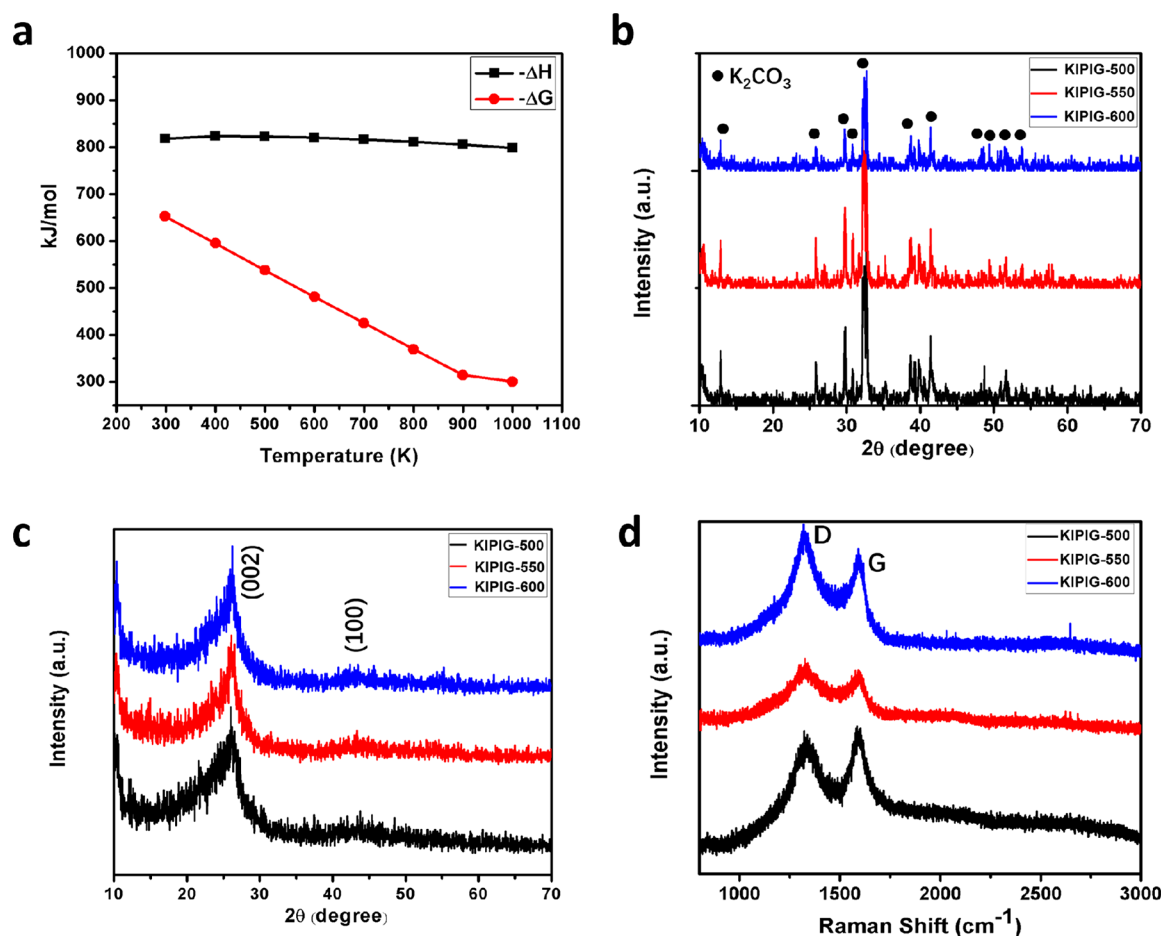 a
1000
900
800
700
600
500
400
300
kJ/mol
-ΔH
-ΔG
200 300 400 500 600 700 800 900 1000 1100
Temperature (K)
b
K2CO3
KIPIG-500
KIPIG-550
KIPIG-600
Intensity (a.u.)
10 20 30 40 50 60 70
2θ (degree)
c
(002)
(100)
KIPIG-500
KIPIG-550
KIPIG-600
Intensity (a.u.)
10 20 30 40 50 60 70
2θ (degree)
d
D
G
KIPIG-500
KIPIG-550
KIPIG-600
Intensity (a.u.)
1000 1500 2000 2500 3000
Raman Shift (cm-1)